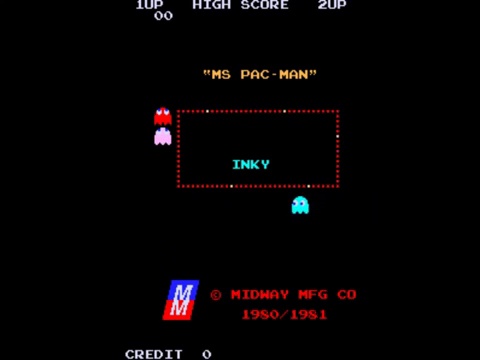 1UP HIGH SCORE 2UP
00
"MS PAC-MAN"
INKY
MM
© MIDWAY MFG CO
1980/1981
CREDIT 0